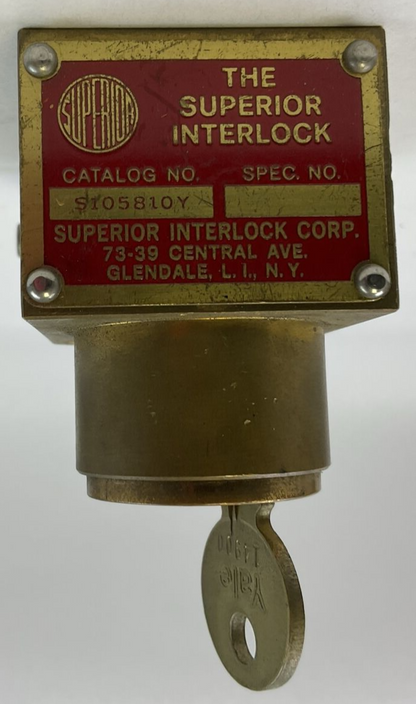 SUPERIOR
THE
SUPERIOR
INTERLOCK
CATALOG NO. SPEC. NO.
S105810Y
SUPERIOR INTERLOCK CORP.
73-39 CENTRAL AVE.
GLENDALE, L. I., N. Y.
Yale